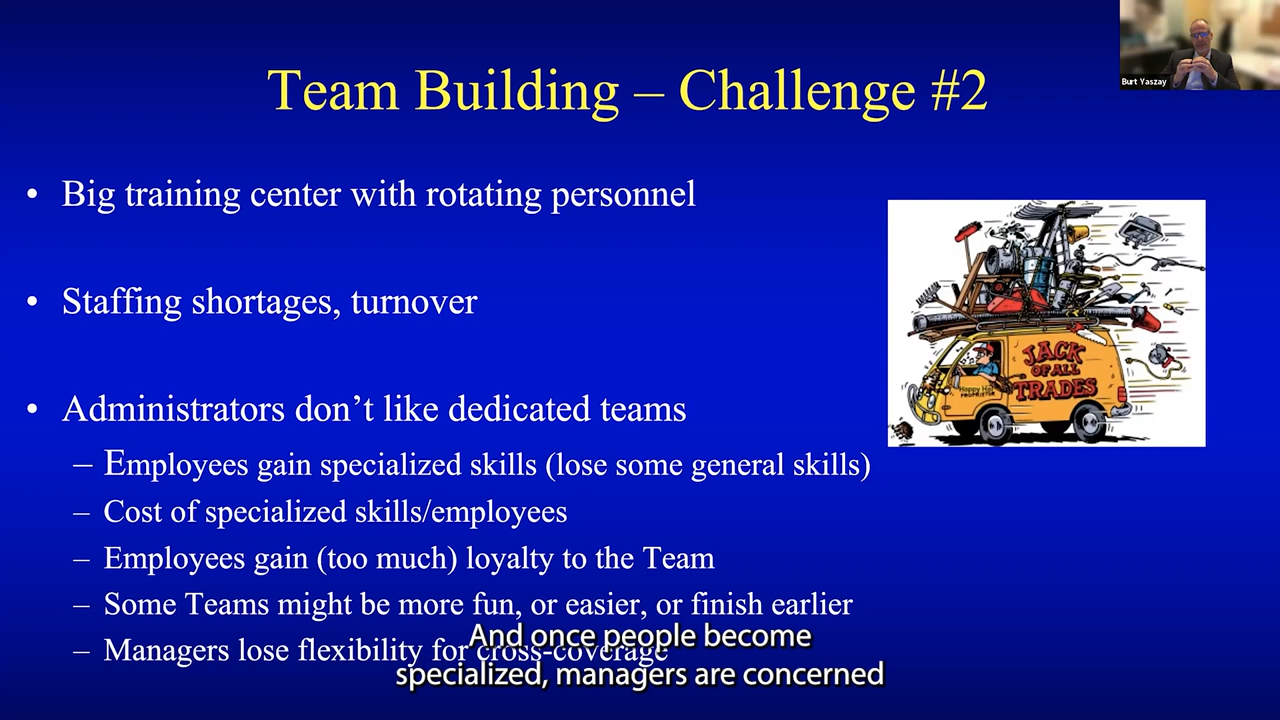 Burt Yaszay
Team Building – Challenge #2
• Big training center with rotating personnel
• Staffing shortages, turnover
• Administrators don’t like dedicated teams
– Employees gain specialized skills (lose some general skills)
– Cost of specialized skills/employees
– Employees gain (too much) loyalty to the Team
– Some Teams might be more fun, or easier, or finish earlier
– Managers lose flexibility for cross-coverage
JACK
OF ALL
TRADES
Happy Hal
PROPRIETOR
And once people become
specialized, managers are concerned